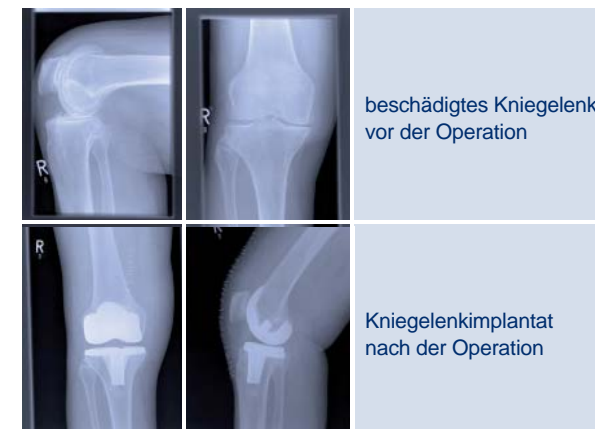 R
R
beschädigtes Kniegelenk
vor der Operation
R
R
Kniegelenkimplantat
nach der Operation